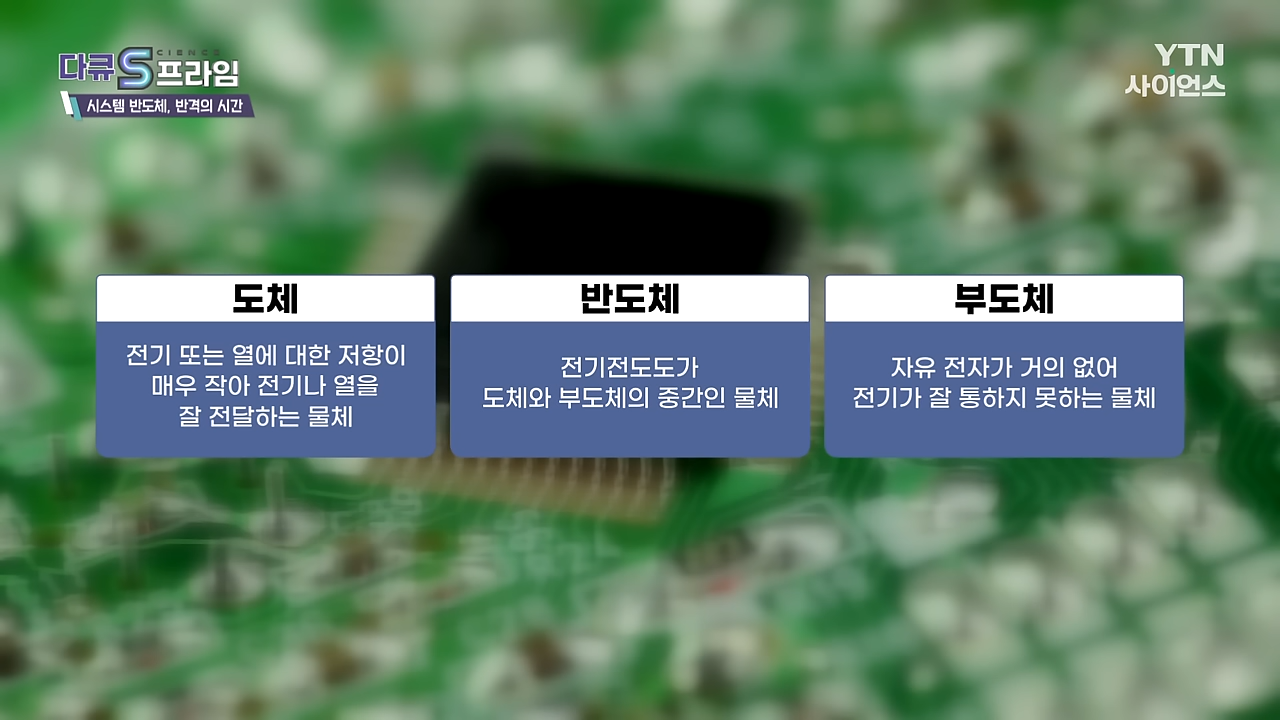 다큐 S프라임
CIENCE
시스템 반도체, 반격의 시간
YTN
사이언스
도체
전기 또는 열에 대한 저항이
매우 작아 전기나 열을
잘 전달하는 물체
반도체
전기전도도가
도체와 부도체의 중간인 물체
부도체
자유 전자가 거의 없어
전기가 잘 통하지 못하는 물체